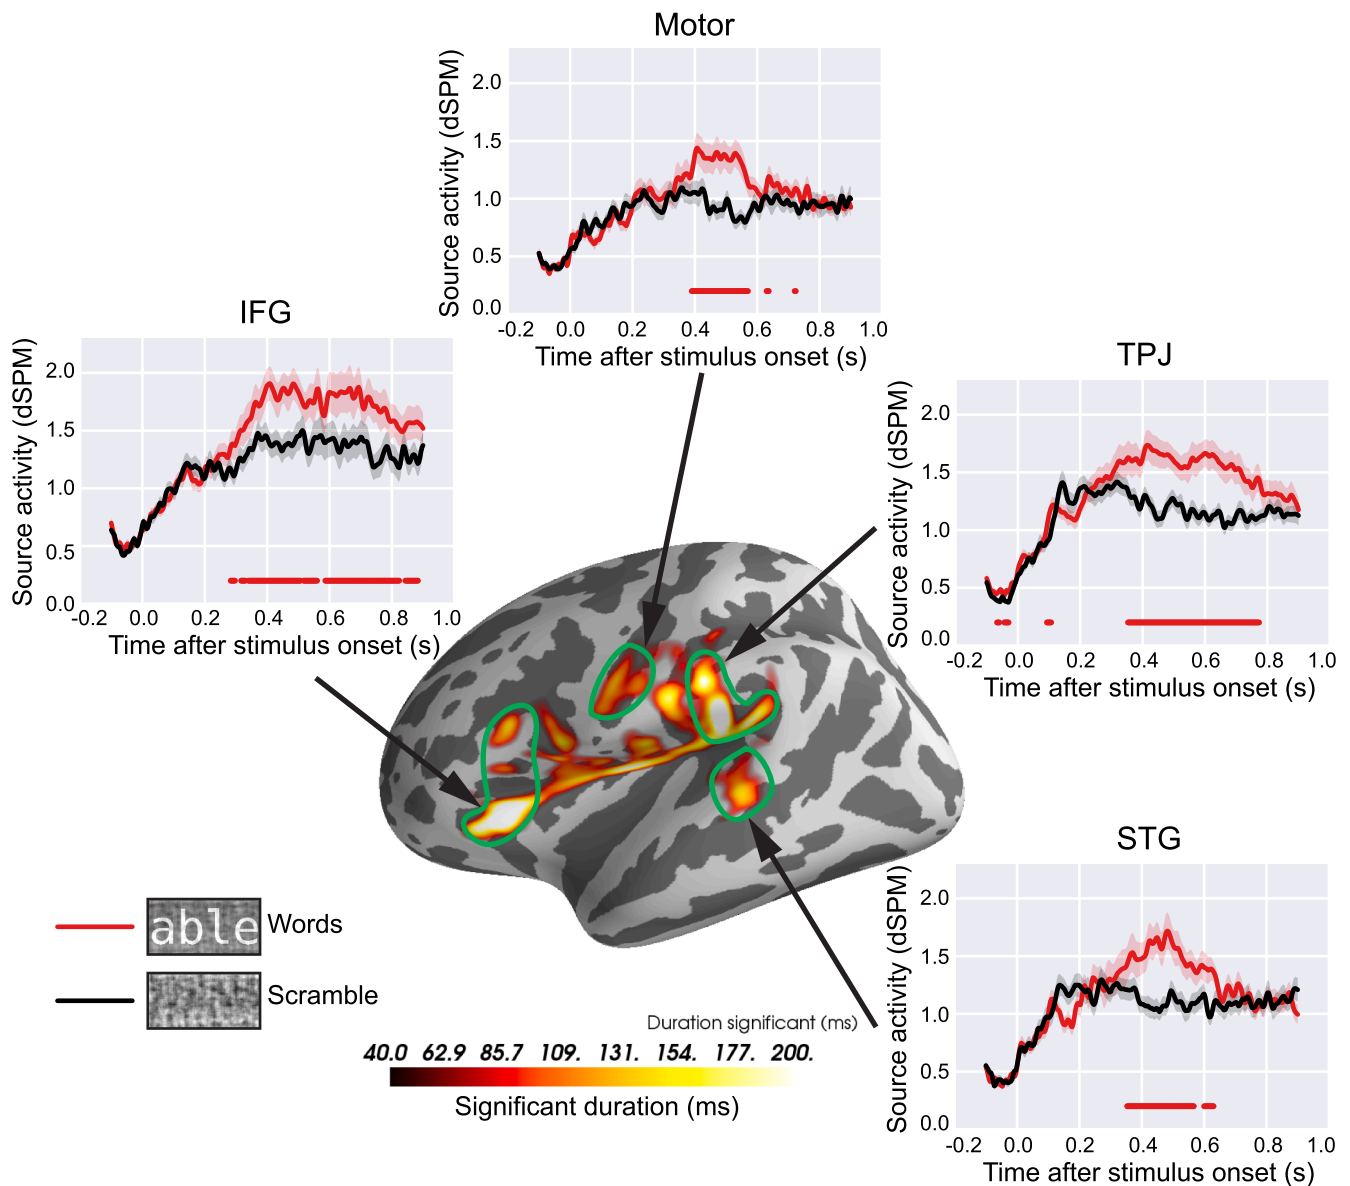 Motor
Source activity (dSPM)
2.0
1.5
1.0
0.5
0.0
-0.2 0.0 0.2 0.4 0.6 0.8 1.0
Time after stimulus onset (s)
IFG
Source activity (dSPM)
2.0
1.5
1.0
0.5
0.0
-0.2 0.0 0.2 0.4 0.6 0.8 1.0
Time after stimulus onset (s)
TPJ
Source activity (dSPM)
2.0
1.5
1.0
0.5
0.0
-0.2 0.0 0.2 0.4 0.6 0.8 1.0
Time after stimulus onset (s)
STG
Source activity (dSPM)
2.0
1.5
1.0
0.5
0.0
-0.2 0.0 0.2 0.4 0.6 0.8 1.0
Time after stimulus onset (s)
able Words
Scramble
Duration significant (ms)
40.0 62.9 85.7 109. 131. 154. 177. 200.
Significant duration (ms)